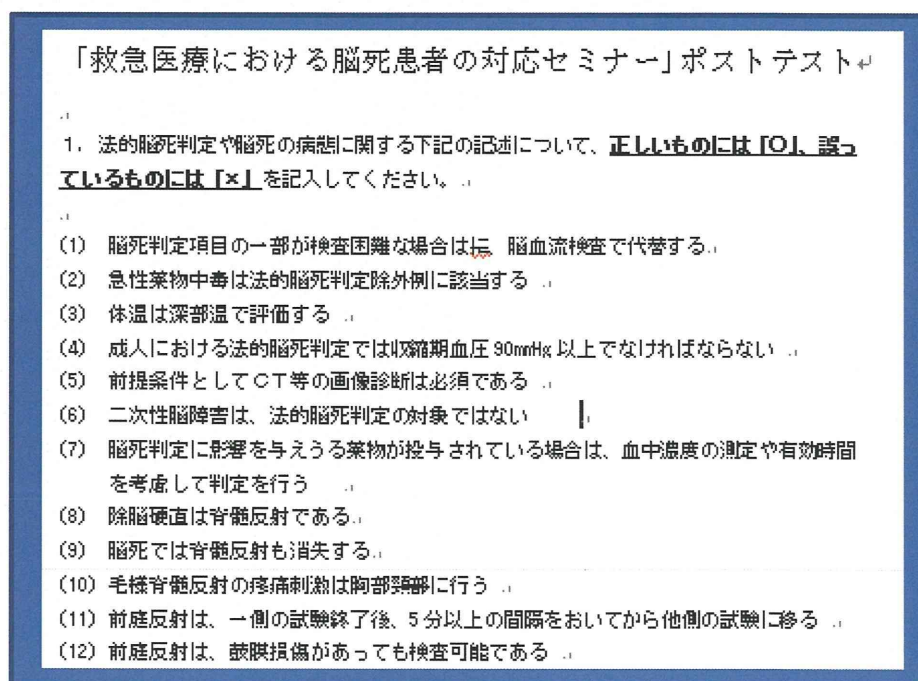 「救急医療における脳死患者の対応セミナー」ポストテスト
1. 法的脳死判定や脳死の病態に関する下記の記述について、正しいものには「○」、誤っ
ているものには「×」を記入してください。
(1) 脳死判定項目の一部が検査困難な場合はに、脳血流検査で代替する
(2) 急性薬物中毒は法的脳死判定除外例に該当する
(3) 体温は深部温で評価する
(4) 成人における法的脳死判定では収縮期血圧 90mmHg 以上でなければならない
(5) 前提条件としてCT等の画像診断は必須である
(6) 二次性脳障害は、法的脳死判定の対象ではない
(7) 脳死判定に影響を与えうる薬物が投与されている場合は、血中濃度の測定や有効時間
を考慮して判定を行う
(8) 除脳硬直は脊髄反射である
(9) 脳死では脊髄反射も消失する
(10) 毛様脊髄反射の疼痛刺激は胸部頸部に行う
(11) 前庭反射は、一側の試験終了後、5分以上の間隔をおいてから他側の試験に移る
(12) 前庭反射は、鼓膜損傷があっても検査可能である